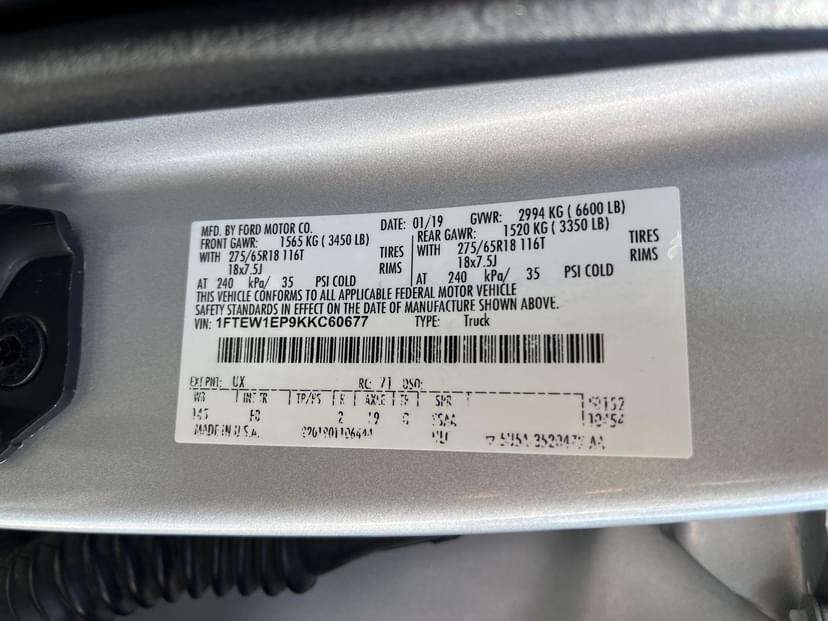 MFD. BY FORD MOTOR CO. DATE: 01/19 GVWR: 2994 KG ( 6600 LB)
FRONT GAWR: 1565 KG ( 3450 LB) REAR GAWR: 1520 KG ( 3350 LB)
WITH 275/65R18 116T TIRES WITH 275/65R18 116T TIRES
18x7.5J RIMS 18x7.5J RIMS
AT 240 kPa/ 35 PSI COLD AT 240 kPa/ 35 PSI COLD
THIS VEHICLE CONFORMS TO ALL APPLICABLE FEDERAL MOTOR VEHICLE
SAFETY STANDARDS IN EFFECT ON THE DATE OF MANUFACTURE SHOWN ABOVE.
VIN: 1FTEW1EP9KKC60677 TYPE: Truck
EXT PNT: UX RC: 71 DSO:
WB INT TR TP/PS R AXLE TR SPR
145 2 19
MADE IN U.S.A.